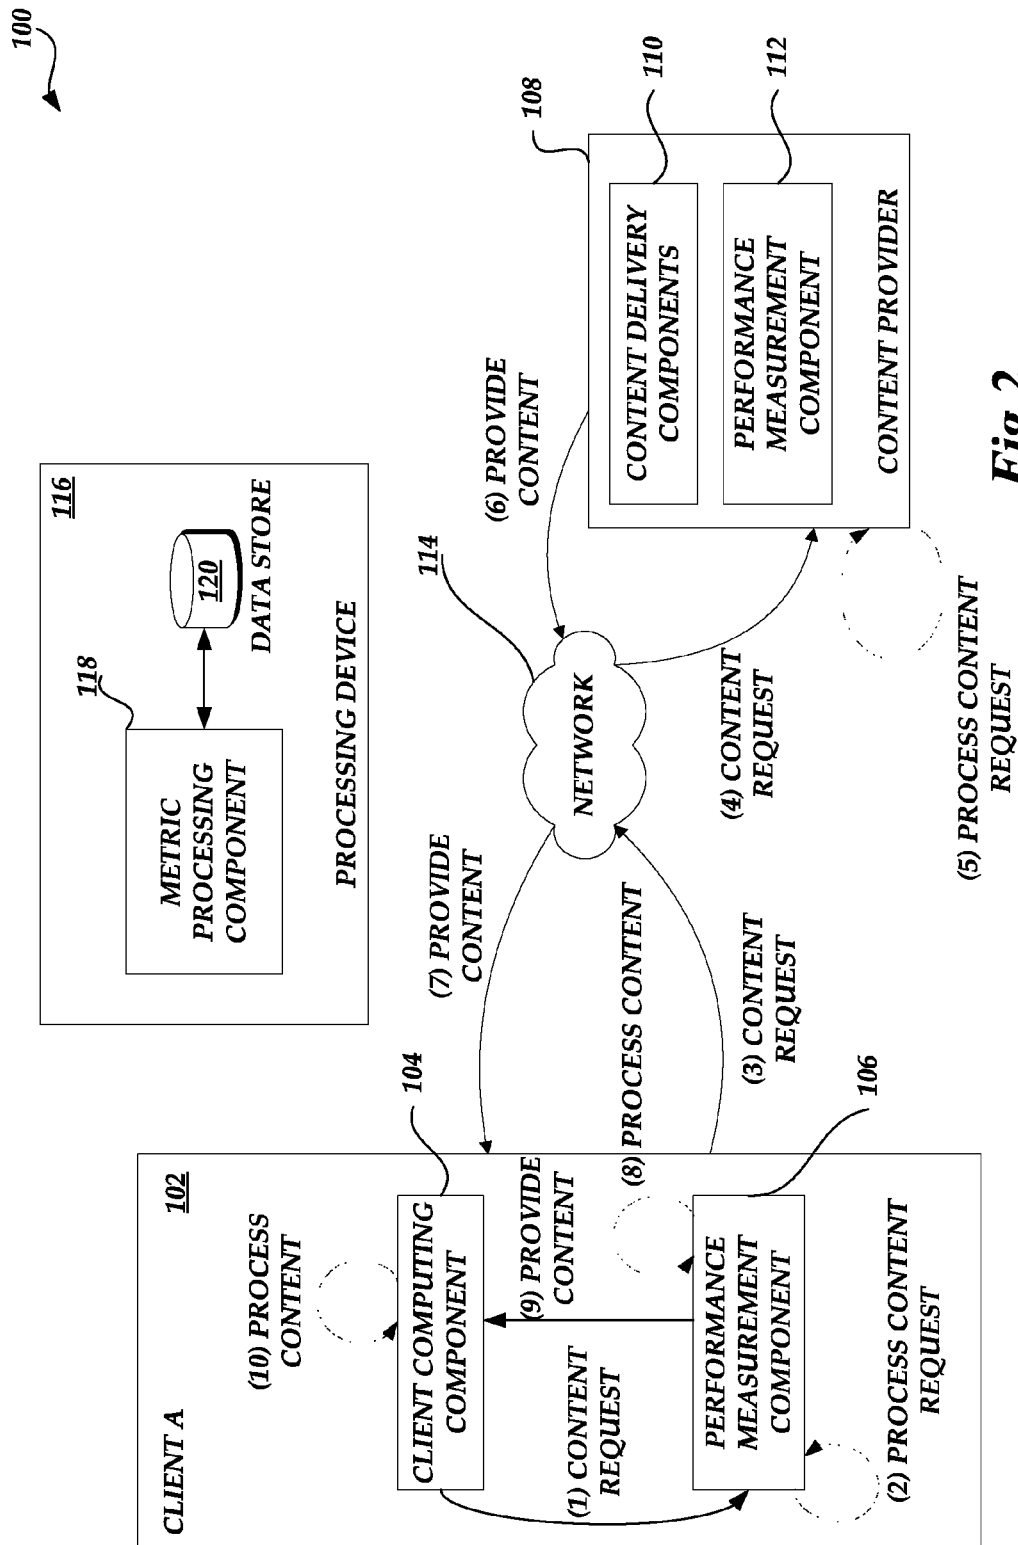 100
116
118
120
DATA STORE
METRIC
PROCESSING
COMPONENT
PROCESSING DEVICE
CLIENT A
102
(10) PROCESS
CONTENT
104
CLIENT COMPUTING
COMPONENT
(1) CONTENT
REQUEST
(9) PROVIDE
CONTENT
(8) PROCESS CONTENT
PERFORMANCE
MEASUREMENT
COMPONENT
106
(2) PROCESS CONTENT
REQUEST
(7) PROVIDE
CONTENT
(3) CONTENT
REQUEST
114
NETWORK
(6) PROVIDE
CONTENT
(4) CONTENT
REQUEST
108
CONTENT DELIVERY
COMPONENTS
110
PERFORMANCE
MEASUREMENT
COMPONENT
112
CONTENT PROVIDER
(5) PROCESS CONTENT
REQUEST
Fig.2